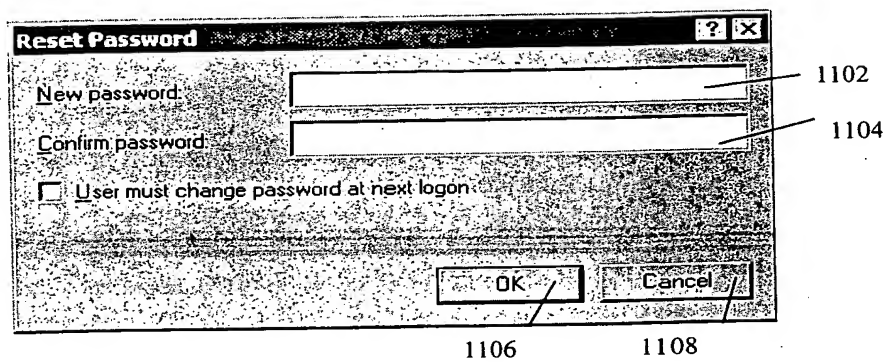 Reset Password ? X
New password: 1102
Confirm password: 1104
User must change password at next logon
OK Cancel
1106 1108